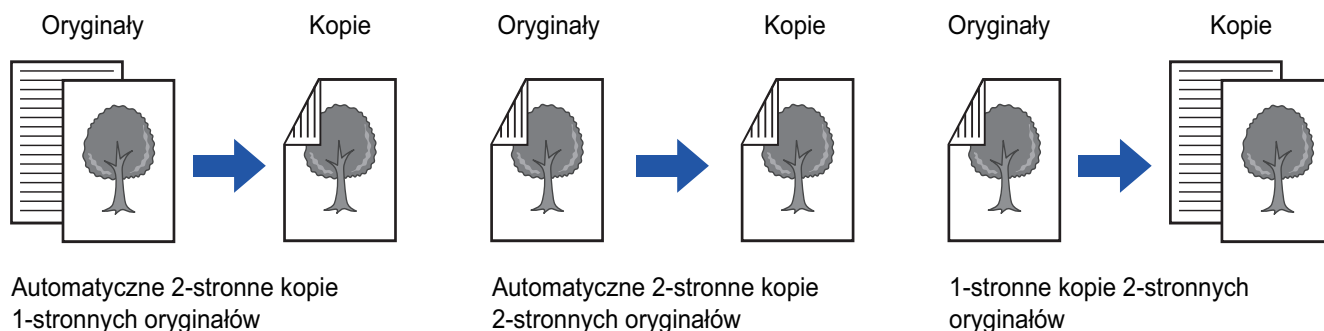 Oryginały
Kopie
Oryginały
Kopie
Oryginały
Kopie
Automatyczne 2-stronne kopie
1-stronnych oryginałów
Automatyczne 2-stronne kopie
2-stronnych oryginałów
1-stronne kopie 2-stronnych
oryginałów